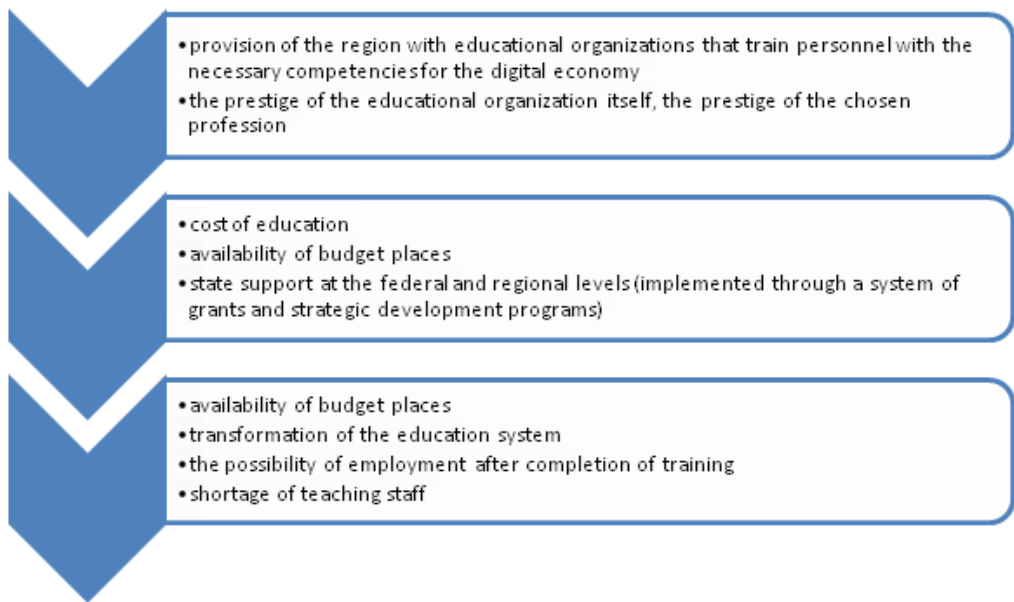 •provision of the region with educational organizations that train personnel with the
necessary competencies for the digital economy
•the prestige of the educational organization itself, the prestige of the chosen
profession
•cost of education
•availability of budget places
•state support at the federal and regional levels (implemented through a system of
grants and strategic development programs)
•availability of budget places
•transformation of the education system
•the possibility of employment after completion of training
•shortage of teaching staff